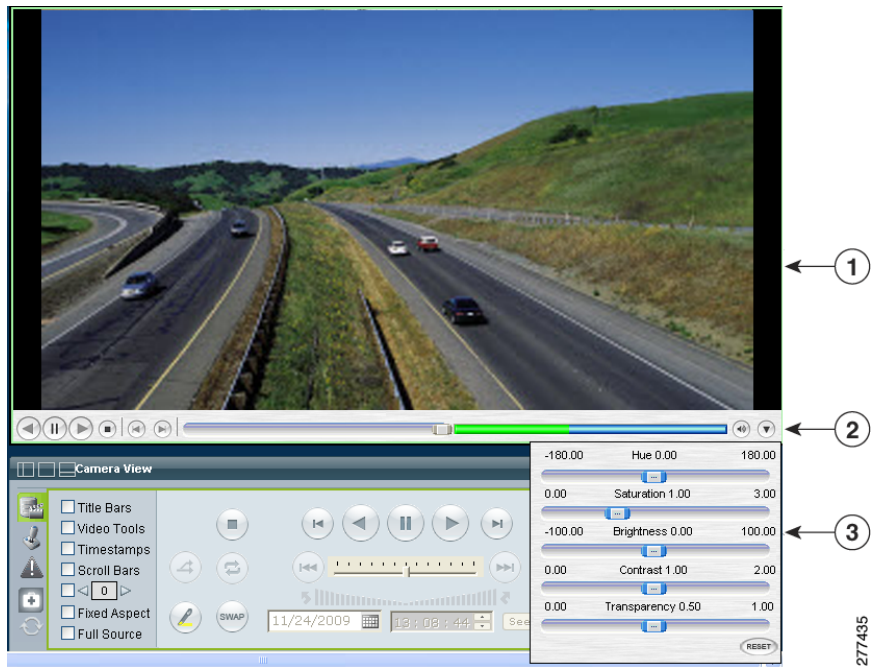 1
2
3
-180.00 Hue 0.00 180.00
0.00 Saturation 1.00 3.00
-100.00 Brightness 0.00 100.00
0.00 Contrast 1.00 2.00
0.00 Transparency 0.50 1.00
RESET
Camera View
Title Bars
Video Tools
Timestamps
Scroll Bars
0
Fixed Aspect
Full Source
SWAP
11/24/2009
13:08:44
See
277435